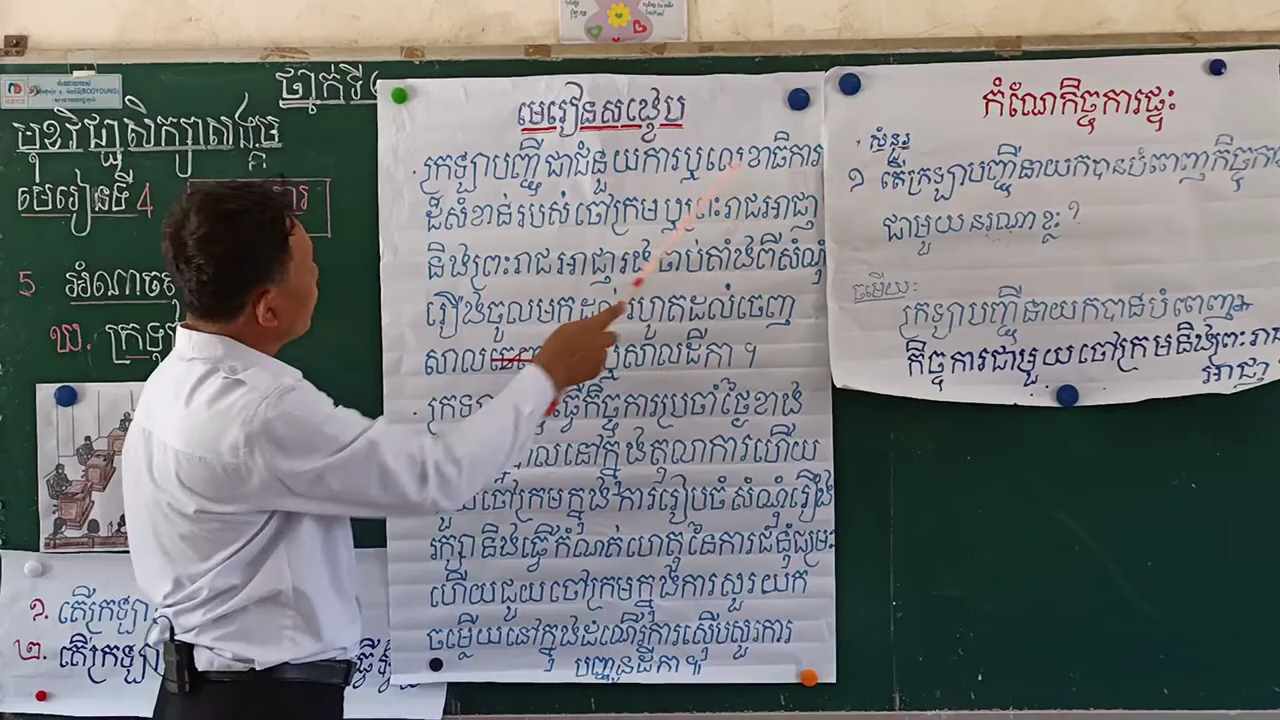 ថ្នាក់ទី
(BOOYOUNG)
មុខវិជ្ជាសិក្សាសង្គម
មេរៀនទី 4
ការ
5 អំណាច
ឃ. ក្រឡា
១. តើក្រឡា
២. តើក្រឡា
មេរៀនសង្ខេប
ក្រឡាបញ្ជីជាជំនួយការឬលេខាធិការ
ដ៏សំខាន់របស់ចៅក្រម ឬព្រះរាជអាជ្ញា
និងព្រះរាជអាជ្ញារង ចាប់តាំងពីសំណុំ
រឿងចូលមកដល់ រហូតដល់ចេញ
សាល ឬសាលដីកា ។
ធ្វើកិច្ចការប្រចាំថ្ងៃខាង
នៅក្នុងតុលាការហើយ
ចៅក្រមក្នុងការរៀបចំសំណុំរឿង
រក្សា និងធ្វើកំណត់ហេតុនៃការជំនុំជម្រះ
ហើយជួយចៅក្រមក្នុងការសួរយក
ចម្លើយនៅក្នុងដំណើរការស៊ើបសួរការ
បញ្ជូនដីកា ៕
កំណែកិច្ចការផ្ទះ
សំនួរ
១ តើក្រឡាបញ្ជីនាយកបានបំពេញកិច្ចកា
ជាមួយនរណាខ្លះ?
ចម្លើយ:
ក្រឡាបញ្ជីនាយកបានបំពេញ
កិច្ចការជាមួយចៅក្រមនិងព្រះរាជ
អាជ្ញា